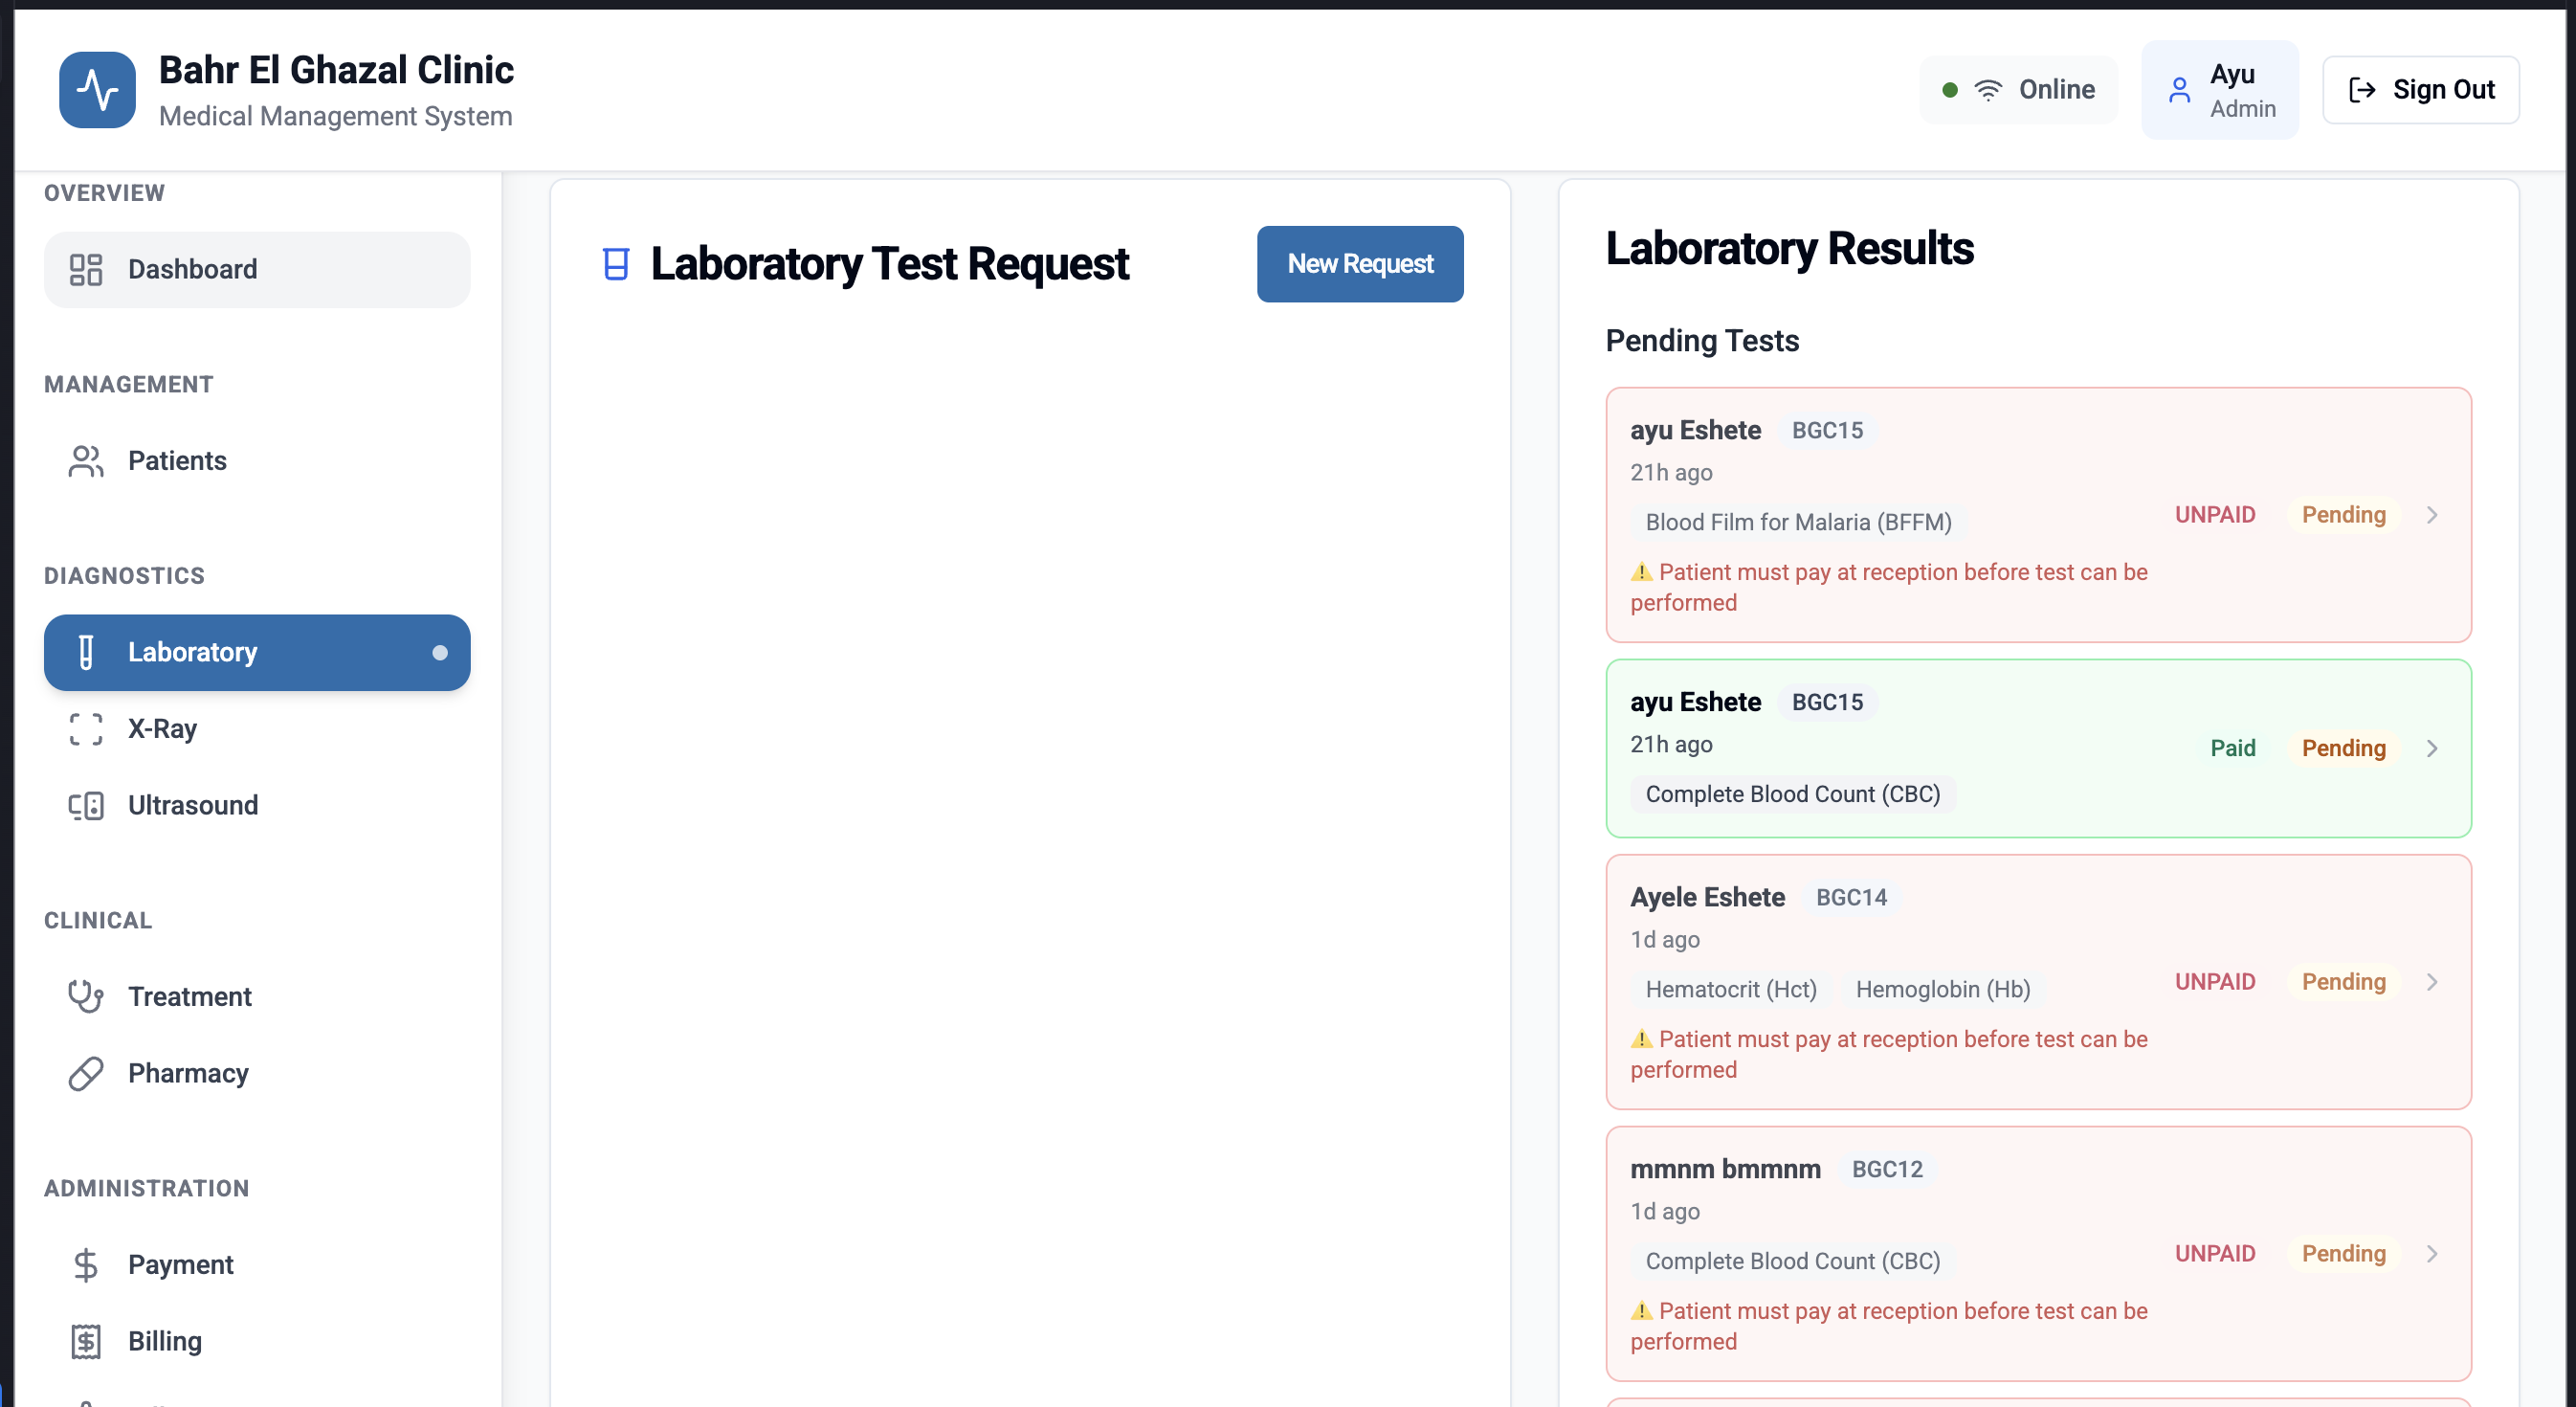 Bahr El Ghazal Clinic
Medical Management System
Online
Ayu
Admin
Sign Out
OVERVIEW
Dashboard
MANAGEMENT
Patients
DIAGNOSTICS
Laboratory
X-Ray
Ultrasound
CLINICAL
Treatment
Pharmacy
ADMINISTRATION
Payment
Billing
Laboratory Test Request
New Request
Laboratory Results
Pending Tests
ayu Eshete BGC15
21h ago
Blood Film for Malaria (BFFM)
UNPAID Pending
Patient must pay at reception before test can be
performed
ayu Eshete BGC15
21h ago
Paid Pending
Complete Blood Count (CBC)
Ayele Eshete BGC14
1d ago
Hematocrit (Hct) Hemoglobin (Hb)
UNPAID Pending
Patient must pay at reception before test can be
performed
mmnm bmmnm BGC12
1d ago
Complete Blood Count (CBC)
UNPAID Pending
Patient must pay at reception before test can be
performed